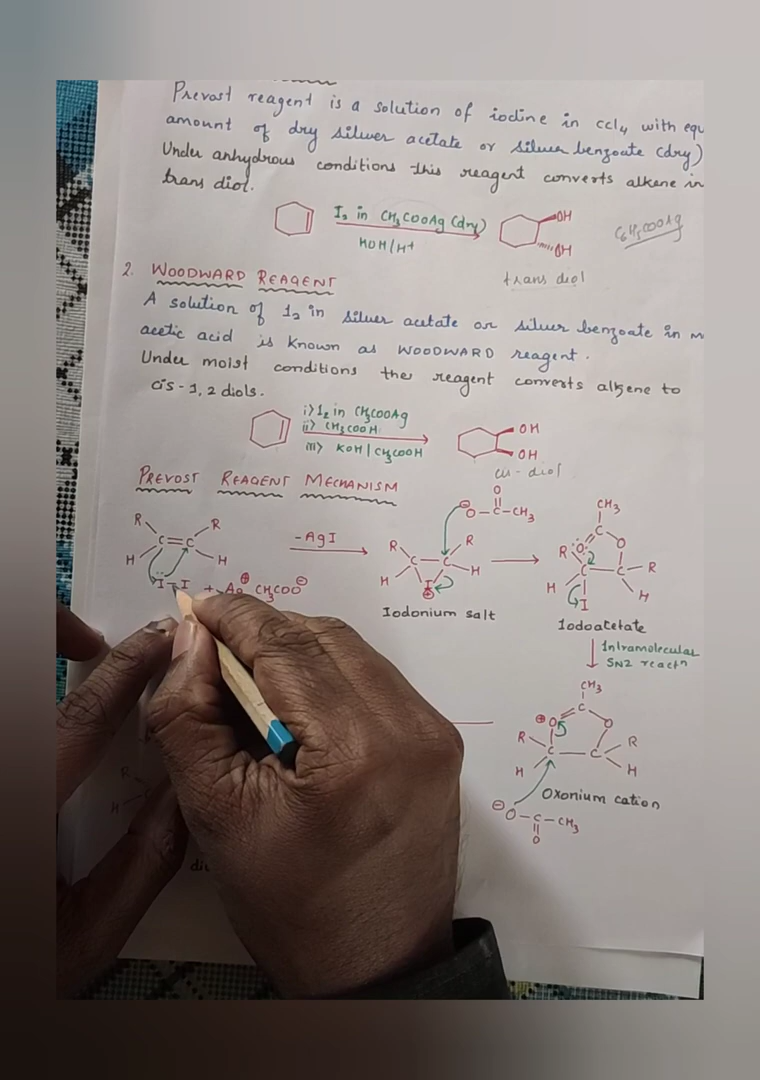 Prevost reagent is a solution of iodine in ccl4 with equ
amount of dry silver acetate or silver benzoate (dry)
Under anhydrous conditions this reagent converts alkene in
trans diol.
I2 in CH3COOAg (dry)
KOH/H+
OH
OH
C6H5COOAg
trans diol
2. WOODWARD REAGENT
A solution of I2 in silver acetate or silver benzoate in m
acetic acid is known as WOODWARD reagent.
Under moist conditions the reagent converts alkene to
cis-1,2 diols.
i) I2 in CH3COOAg
ii) CH3COOH
iii) KOH | CH3COOH
OH
OH
cis-diol
PREVOST REAGENT MECHANISM
R R
C=C
H H
I-I + Ag⊕ CH3COO⊖
-AgI
R R
C-C
H H
I
⊕
Iodonium salt
O
⊖O-C-CH3
CH3
C
O O
R C-C R
H H
I
Iodoacetate
Intramolecular
SN2 reactn
CH3
C
⊕O O
R C-C R
H H
Oxonium cation
⊖O-C-CH3
O
R
H